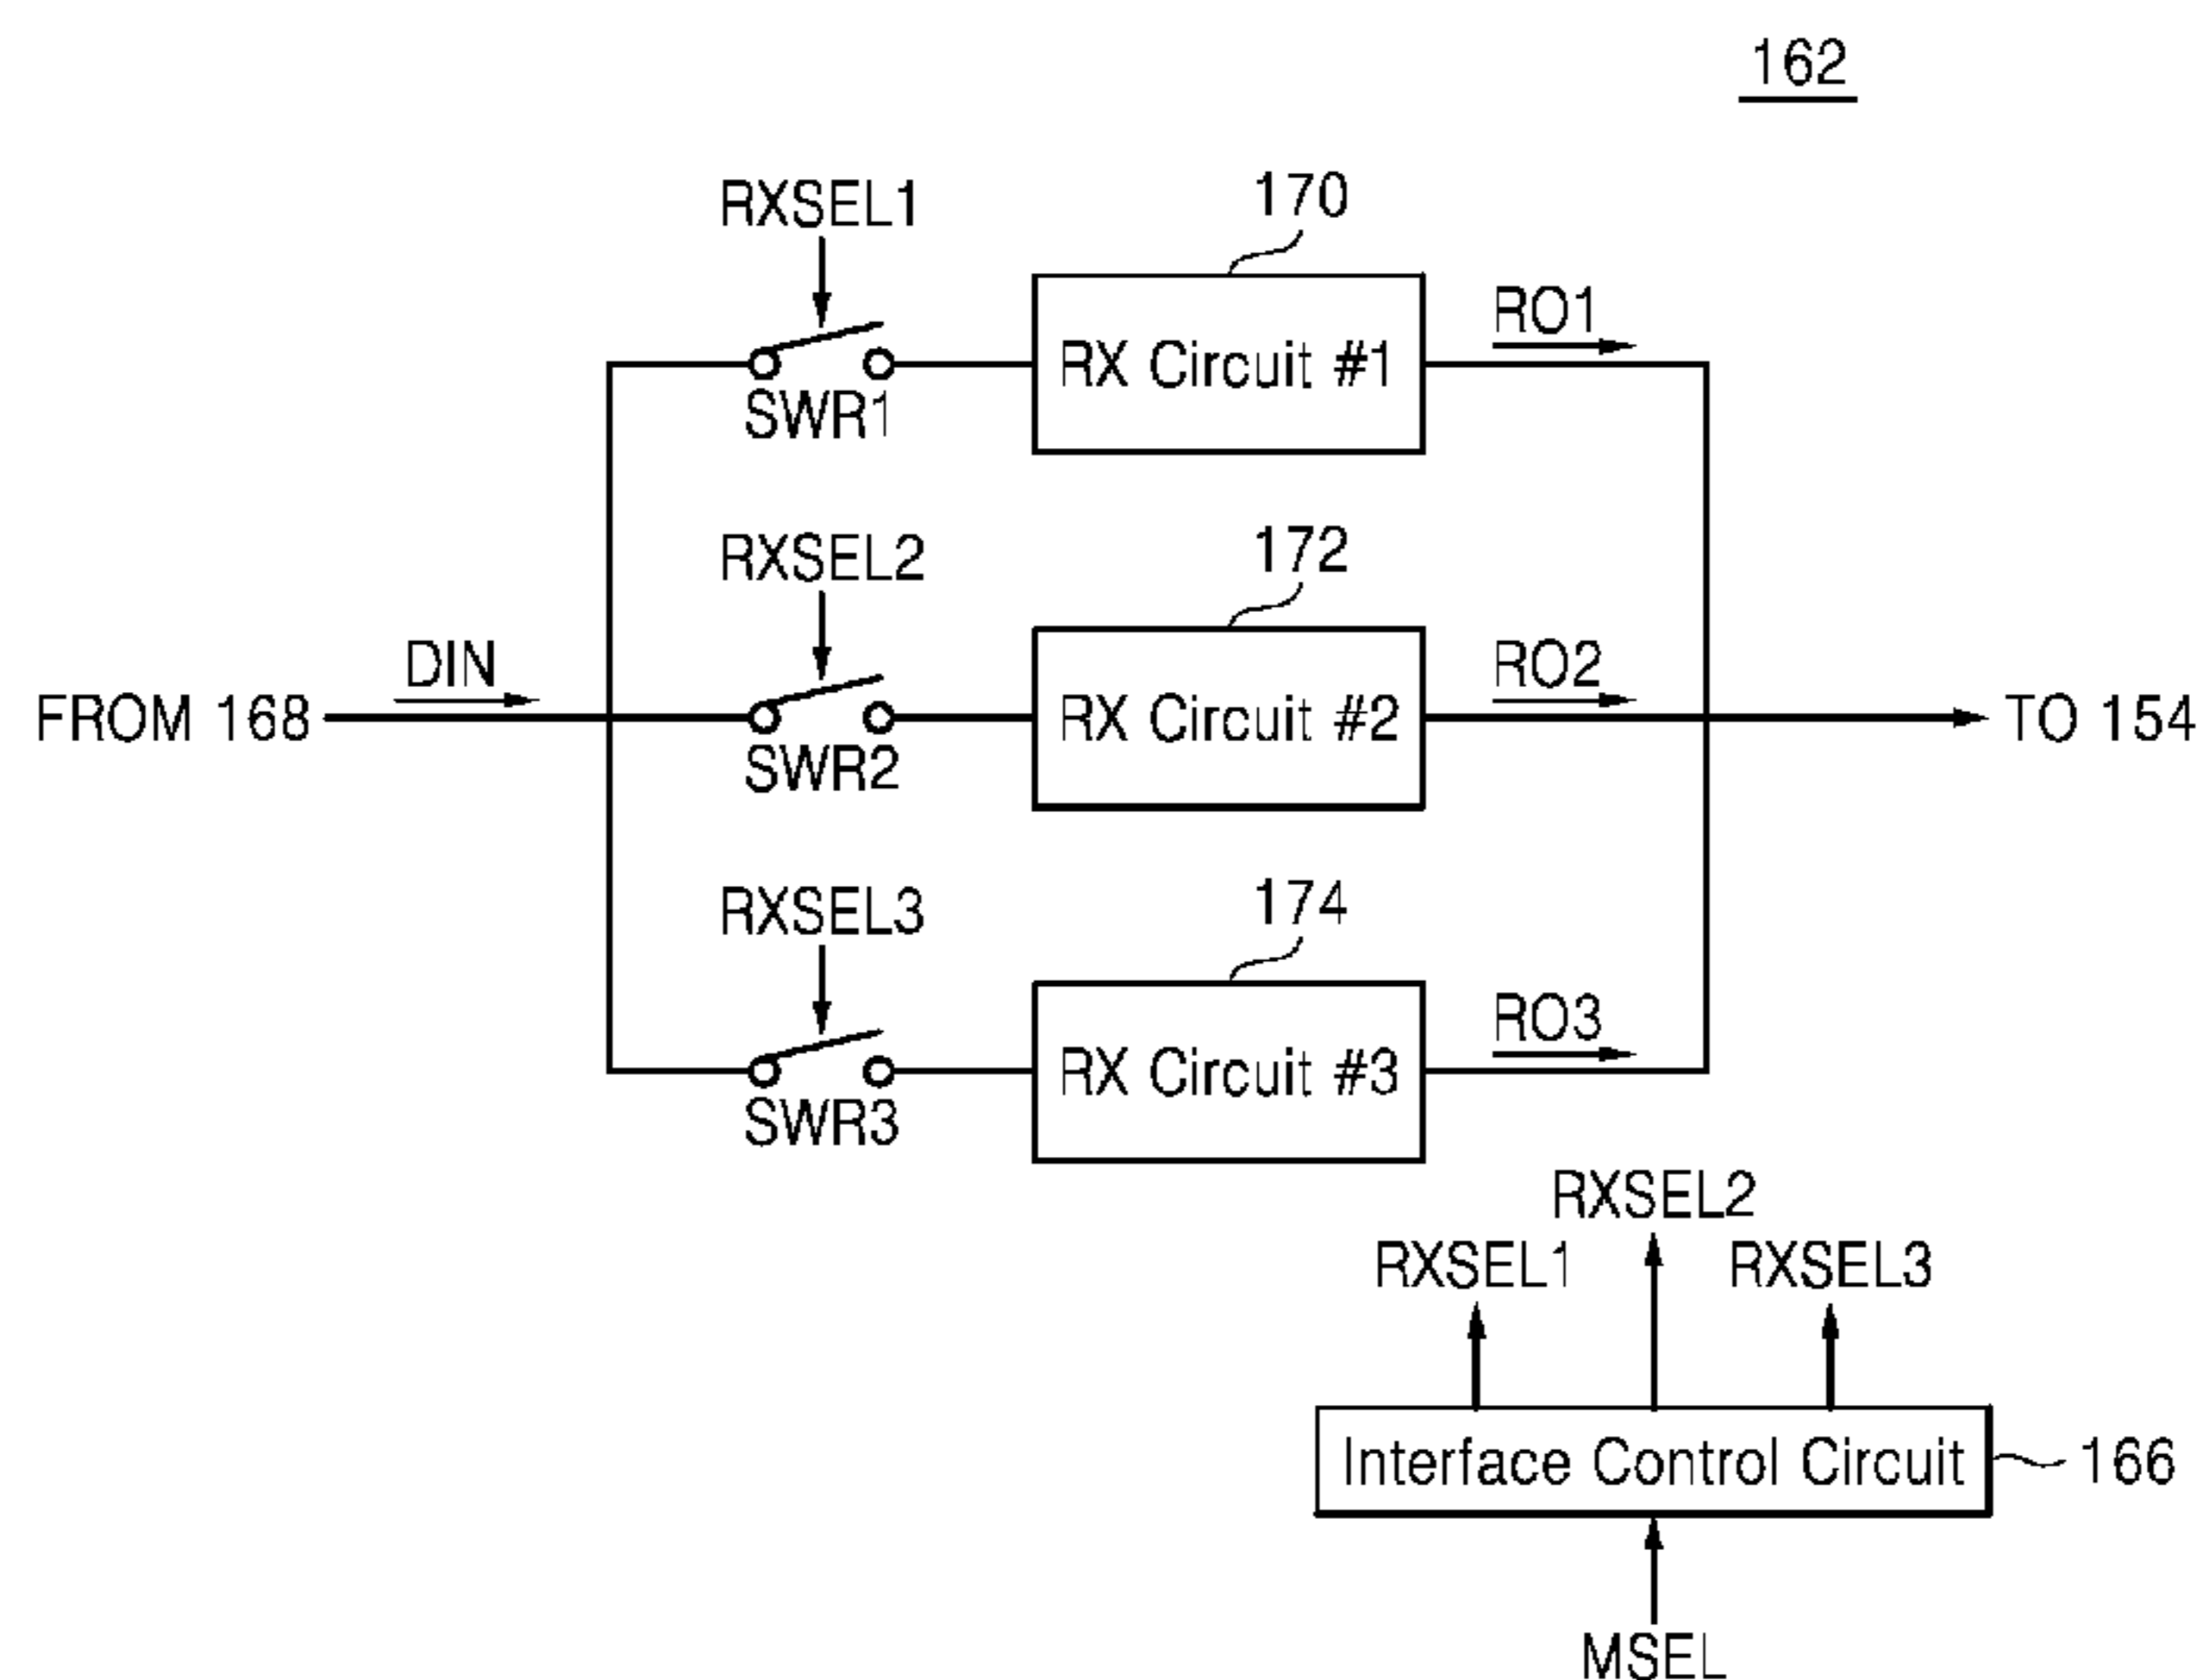 162
RXSEL1
170
SWR1
RX Circuit #1
RO1
RXSEL2
172
FROM 168
DIN
SWR2
RX Circuit #2
RO2
TO 154
RXSEL3
174
SWR3
RX Circuit #3
RO3
RXSEL1
RXSEL2
RXSEL3
Interface Control Circuit
166
MSEL